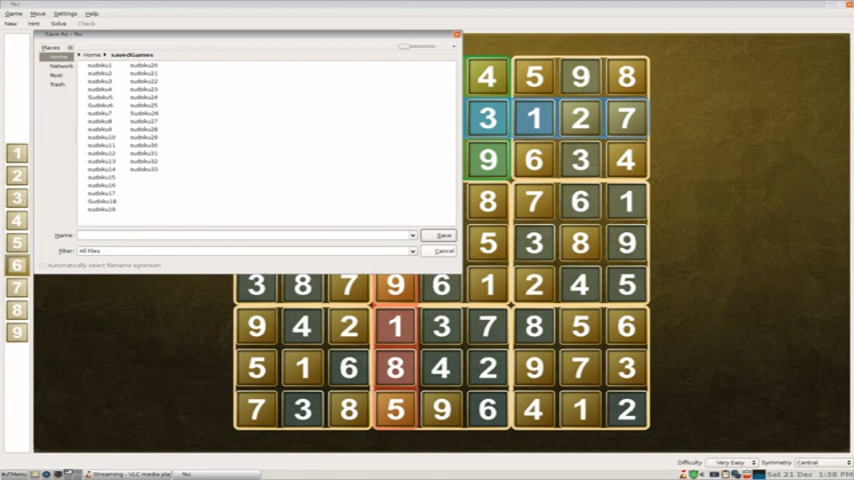 Game Move Settings Help
New Hint Solve Check
Save As -
Places
Home savedGames
Home
Network
Root
Trash
sudoku1 sudoku20
sudoku2 sudoku21
sudoku3 sudoku22
sudoku4 sudoku23
Sudoku5 sudoku24
Sudoku6 sudoku25
sudoku7 Sudoku26
sudoku8 sudoku27
sudoku9 sudoku28
sudoku10 sudoku29
sudoku11 sudoku30
sudoku12 sudoku31
sudoku13 sudoku32
sudoku14 sudoku33
sudoku15
sudoku16
sudoku17
Sudoku18
sudoku19
Name: Save
Filter: All Files Cancel
Automatically select filename extension
1
2
3
4
5
6
7
8
9
4 5 9 8
3 1 2 7
9 6 3 4
8 7 6 1
5 3 8 9
3 8 7 9 6 1 2 4 5
9 4 2 1 3 7 8 5 6
5 1 6 8 4 2 9 7 3
7 3 8 5 9 6 4 1 2
Difficulty Very Easy Symmetry Central
Menu Streaming - VLC media pla Sat 21 Dec 1:38 PM